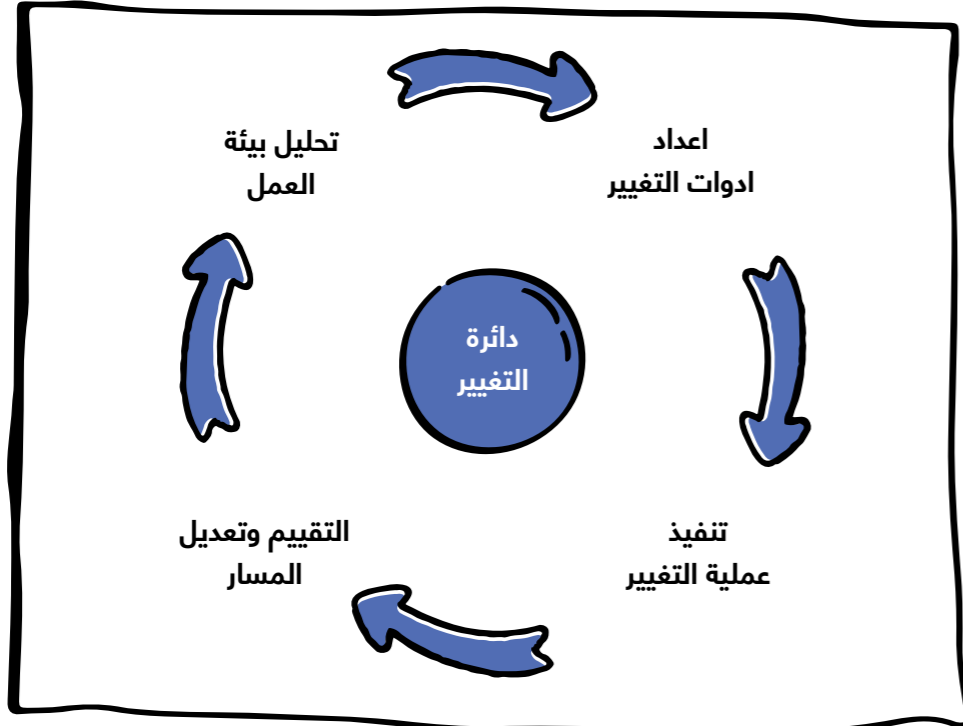 اعداد
ادوات التغيير
تحليل بيئة
العمل
دائرة
التغيير
تنفيذ
عملية التغيير
التقييم وتعديل
المسار